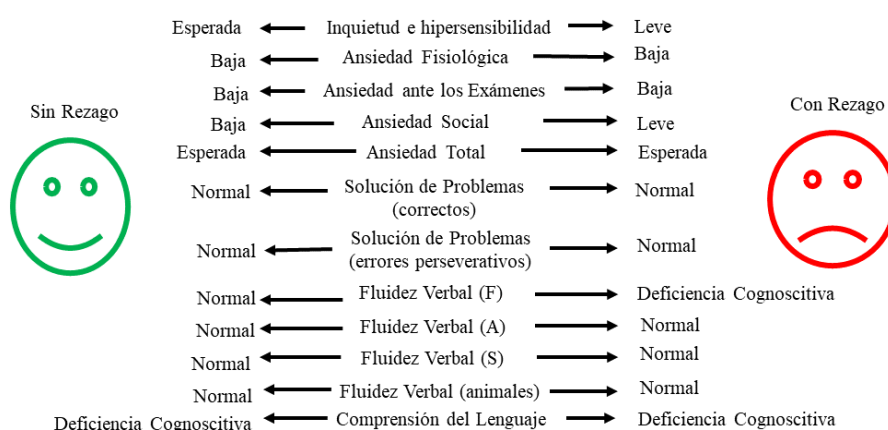 Esperada Inquietud e hipersensibilidad Leve
Baja Ansiedad Fisiológica Baja
Baja Ansiedad ante los Exámenes Baja
Sin Rezago
Con Rezago
Baja Ansiedad Social Leve
Esperada Ansiedad Total Esperada
Normal Solución de Problemas Normal
(correctos)
Normal Solución de Problemas Normal
(errores perseverativos)
Normal Fluidez Verbal (F) Deficiencia Cognoscitiva
Normal Fluidez Verbal (A) Normal
Normal Fluidez Verbal (S) Normal
Normal Fluidez Verbal (animales) Normal
Deficiencia Cognoscitiva Comprensión del Lenguaje Deficiencia Cognoscitiva